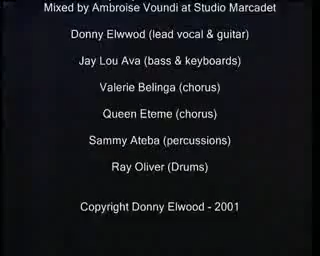 Mixed by Ambroise Voundi at Studio Marcadet
Donny Elwwod (lead vocal & guitar)
Jay Lou Ava (bass & keyboards)
Valerie Belinga (chorus)
Queen Eteme (chorus)
Sammy Ateba (percussions)
Ray Oliver (Drums)
Copyright Donny Elwood - 2001